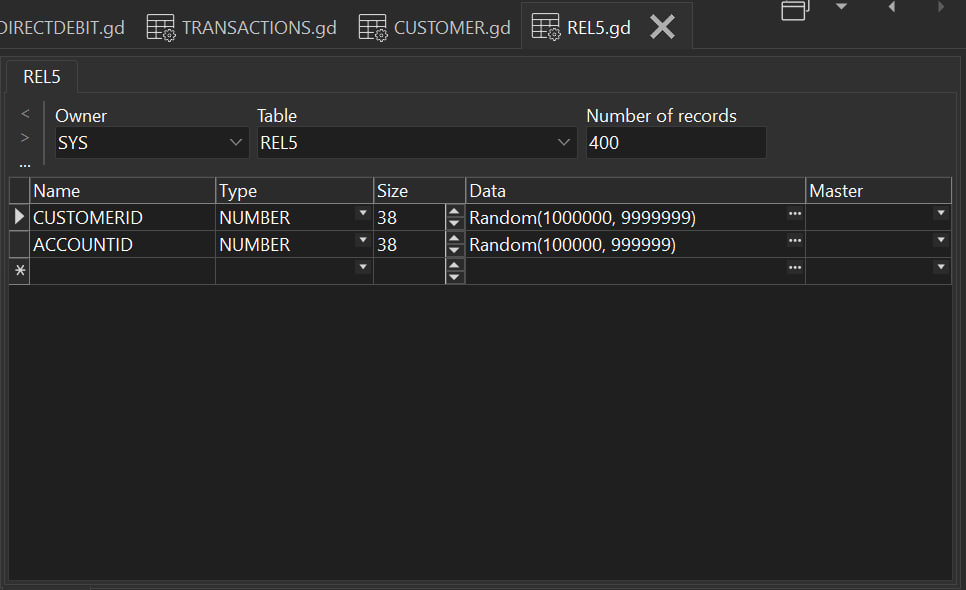 DIRECTDEBIT.gd TRANSACTIONS.gd CUSTOMER.gd REL5.gd
REL5
< Owner Table Number of records
> SYS REL5 400
...
Name Type Size Data Master
CUSTOMERID NUMBER 38 Random(1000000, 9999999) ...
ACCOUNTID NUMBER 38 Random(100000, 999999) ...
* ...